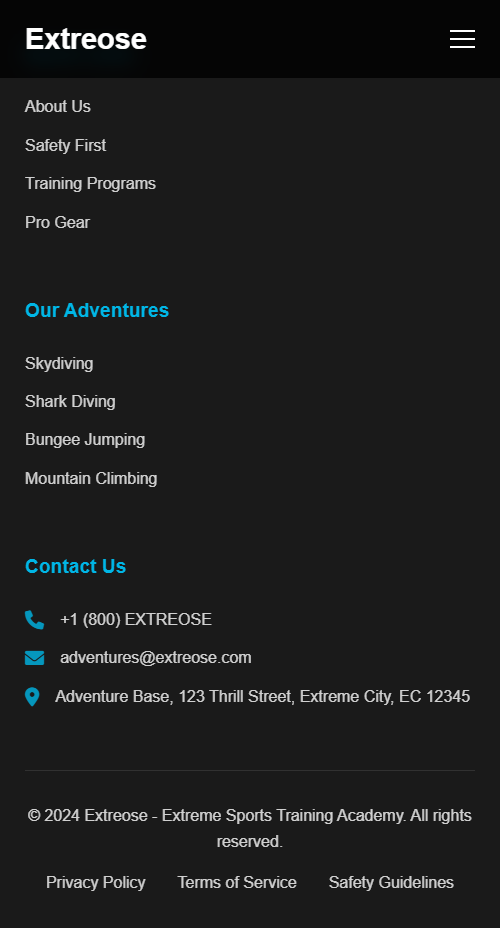 Extreose
About Us
Safety First
Training Programs
Pro Gear
Our Adventures
Skydiving
Shark Diving
Bungee Jumping
Mountain Climbing
Contact Us
+1 (800) EXTREOSE
adventures@extreose.com
Adventure Base, 123 Thrill Street, Extreme City, EC 12345
© 2024 Extreose - Extreme Sports Training Academy. All rights
reserved.
Privacy Policy Terms of Service Safety Guidelines